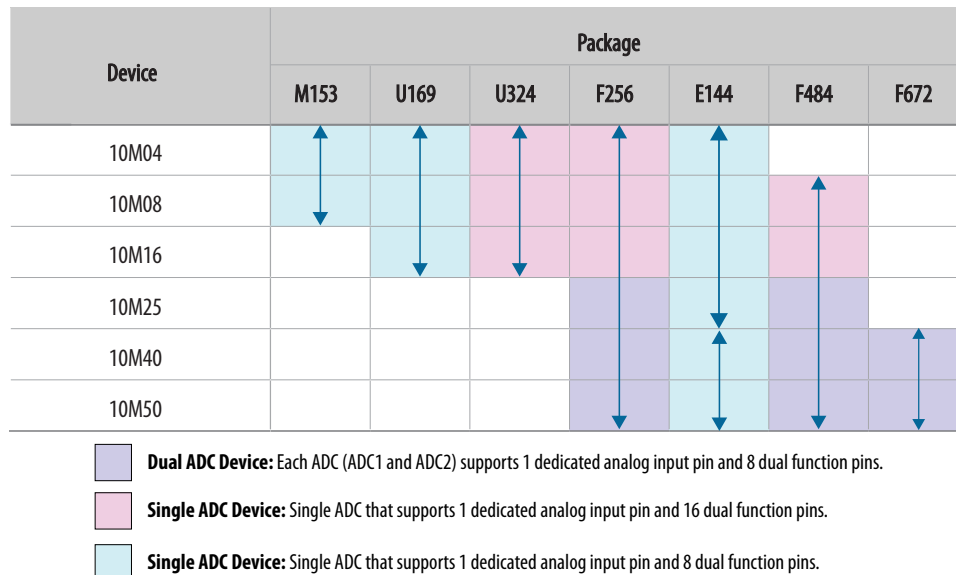 Device
Package
M153 U169 U324 F256 E144 F484 F672
10M04
10M08
10M16
10M25
10M40
10M50
Dual ADC Device: Each ADC (ADC1 and ADC2) supports 1 dedicated analog input pin and 8 dual function pins.
Single ADC Device: Single ADC that supports 1 dedicated analog input pin and 16 dual function pins.
Single ADC Device: Single ADC that supports 1 dedicated analog input pin and 8 dual function pins.